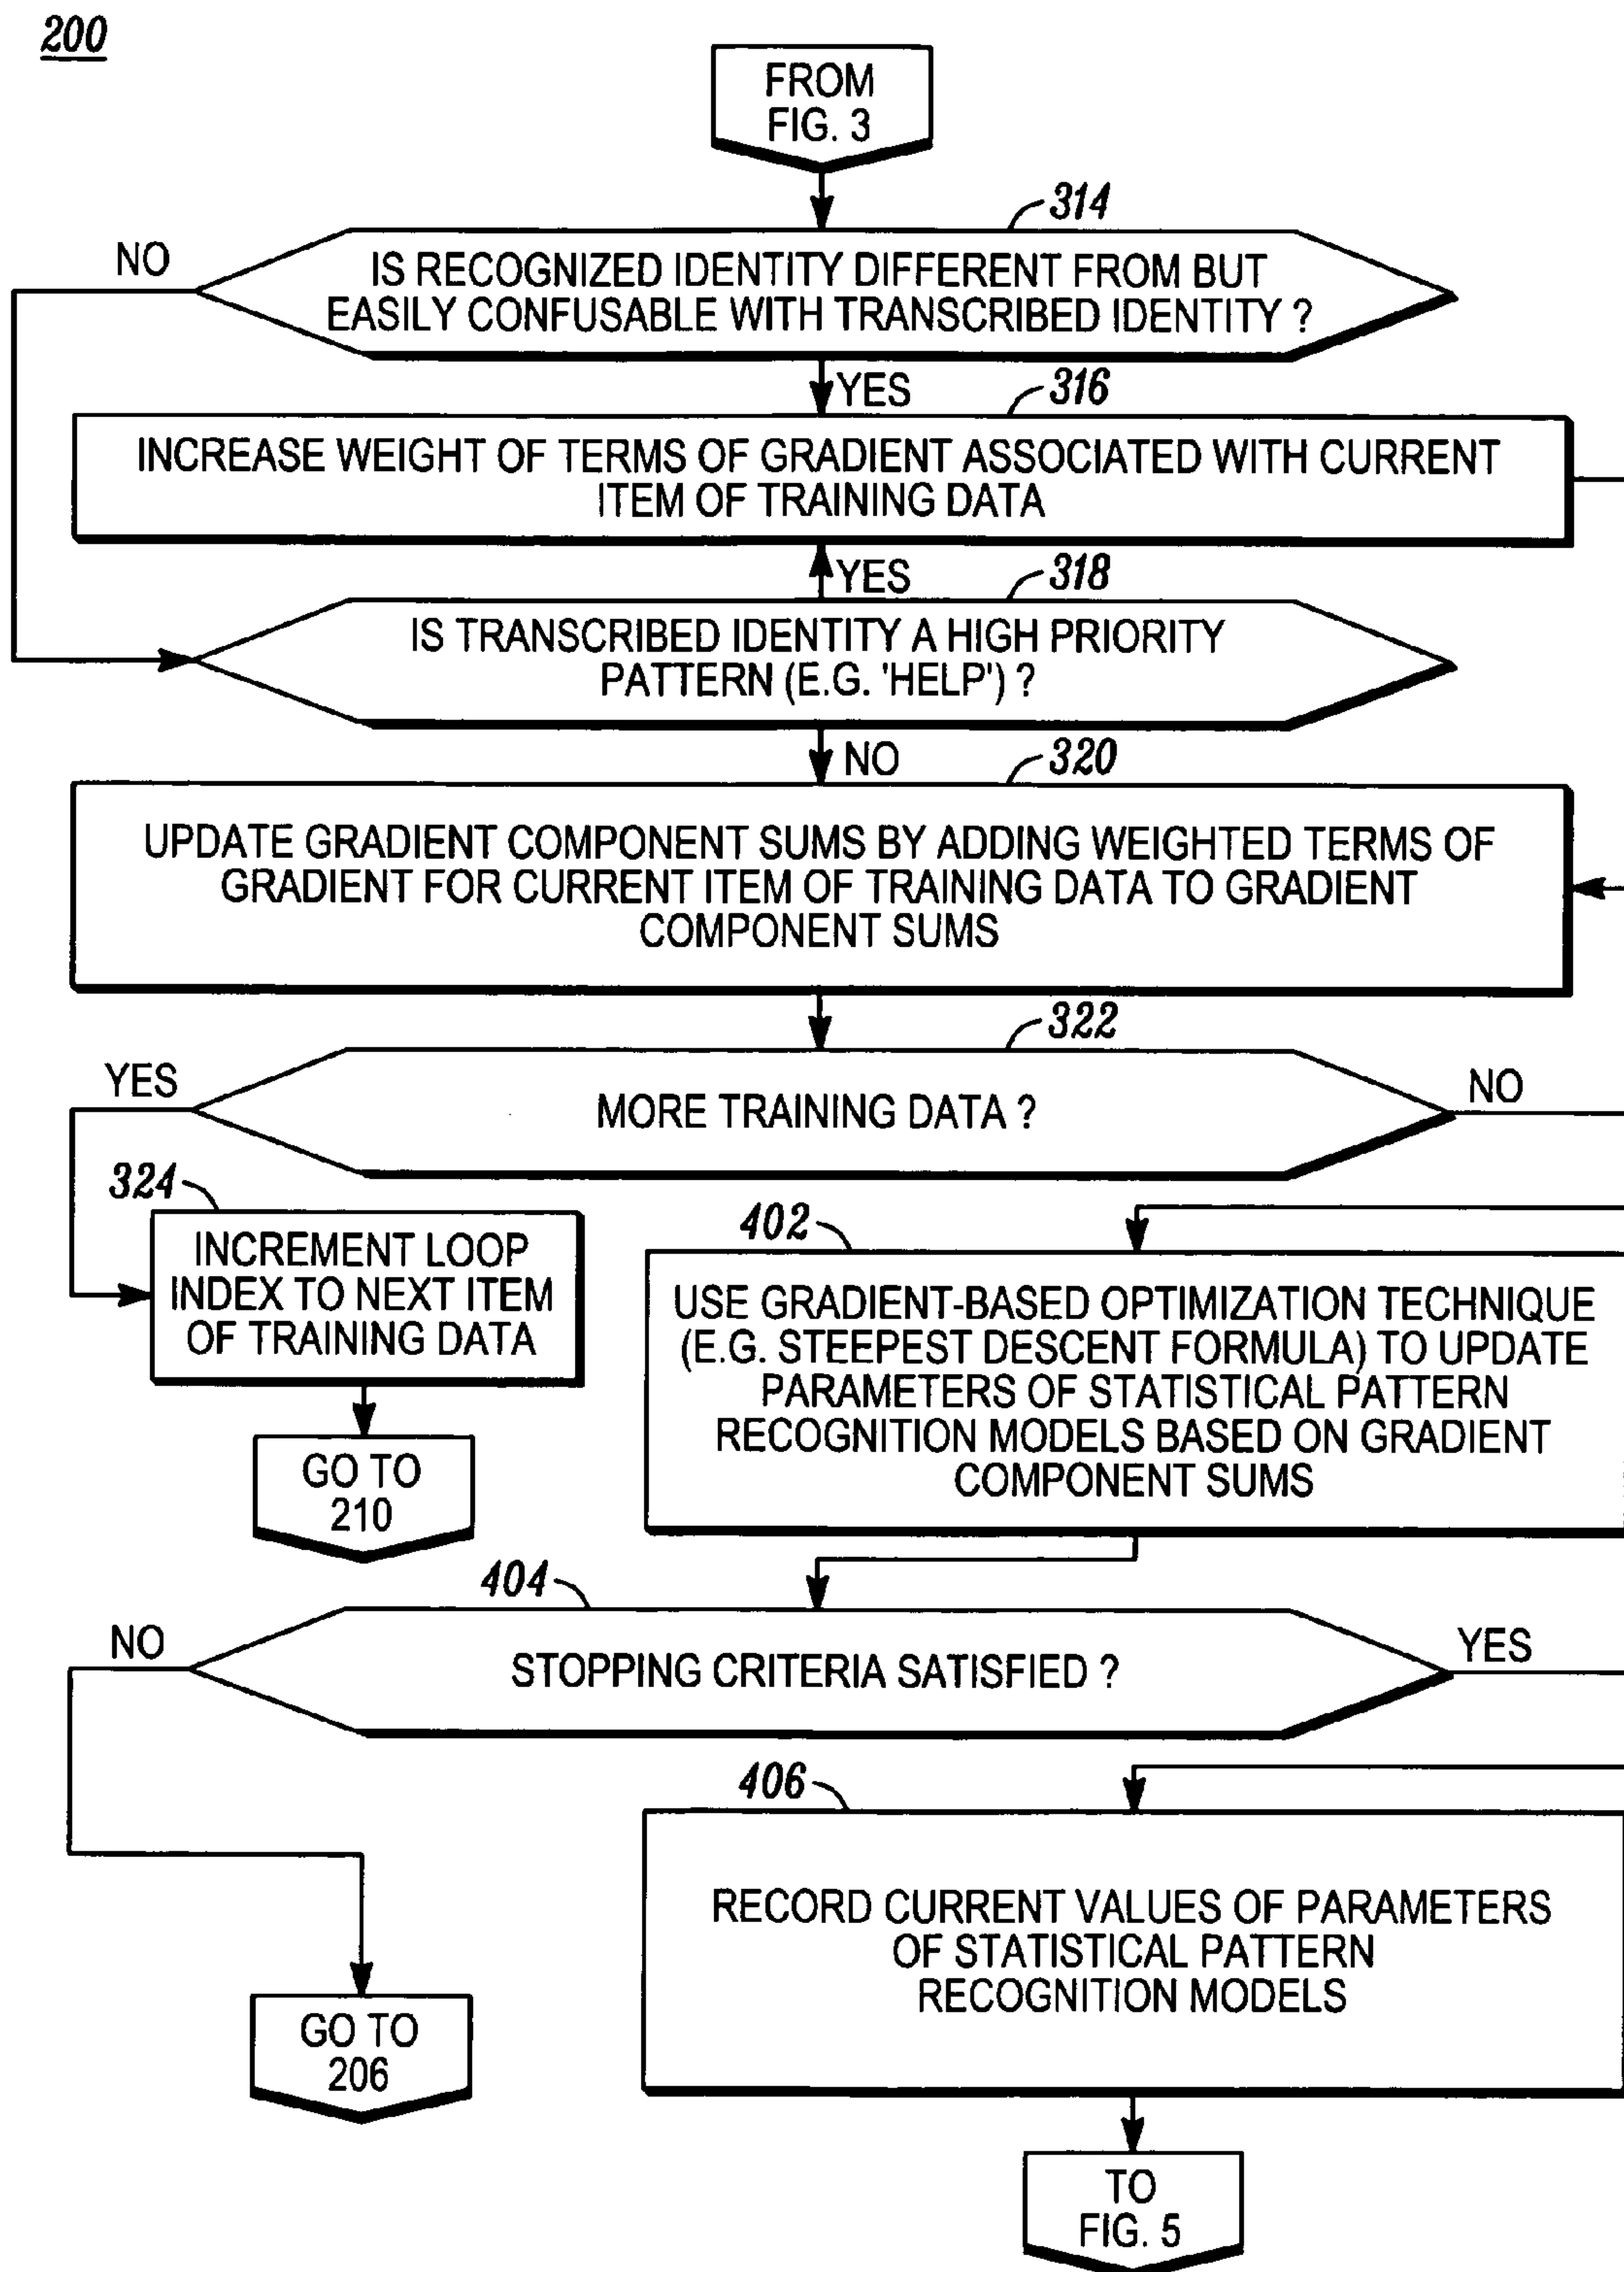 200
FROM
FIG. 3
314
NO
IS RECOGNIZED IDENTITY DIFFERENT FROM BUT
EASILY CONFUSABLE WITH TRANSCRIBED IDENTITY ?
YES
316
INCREASE WEIGHT OF TERMS OF GRADIENT ASSOCIATED WITH CURRENT
ITEM OF TRAINING DATA
YES
318
IS TRANSCRIBED IDENTITY A HIGH PRIORITY
PATTERN (E.G. 'HELP') ?
NO
320
UPDATE GRADIENT COMPONENT SUMS BY ADDING WEIGHTED TERMS OF
GRADIENT FOR CURRENT ITEM OF TRAINING DATA TO GRADIENT
COMPONENT SUMS
322
YES
MORE TRAINING DATA ?
NO
324
INCREMENT LOOP
INDEX TO NEXT ITEM
OF TRAINING DATA
GO TO
210
402
USE GRADIENT-BASED OPTIMIZATION TECHNIQUE
(E.G. STEEPEST DESCENT FORMULA) TO UPDATE
PARAMETERS OF STATISTICAL PATTERN
RECOGNITION MODELS BASED ON GRADIENT
COMPONENT SUMS
404
NO
STOPPING CRITERIA SATISFIED ?
YES
406
RECORD CURRENT VALUES OF PARAMETERS
OF STATISTICAL PATTERN
RECOGNITION MODELS
GO TO
206
TO
FIG. 5